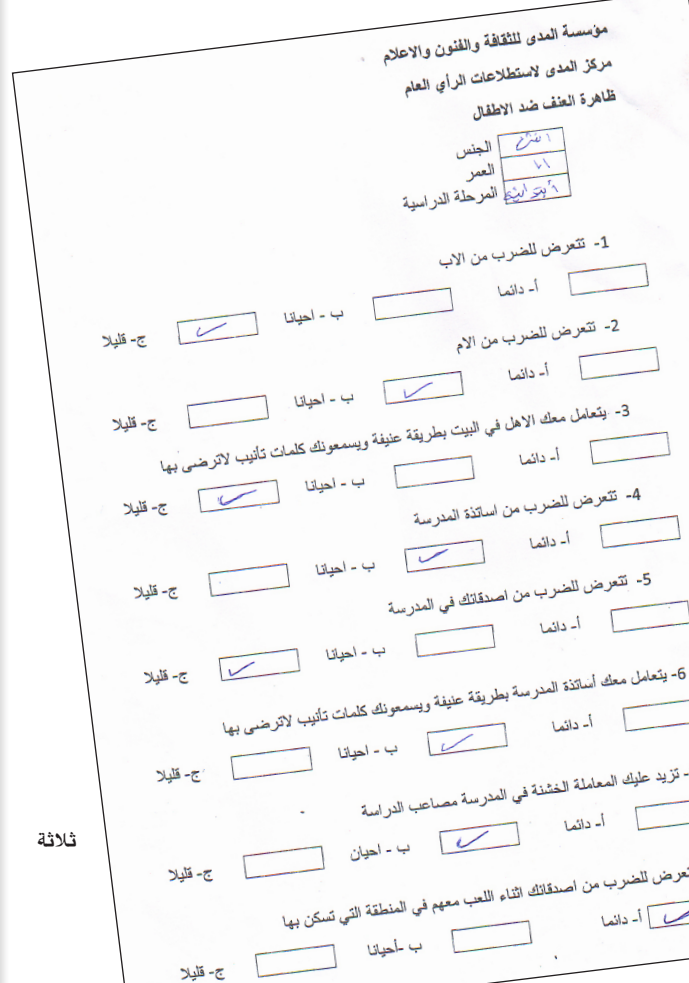 مؤسسة المدى للثقافة والفنون والاعلام
مركز المدى لاستطلاعات الرأي العام
ظاهرة العنف ضد الاطفال
الجنس انثى
العمر ١١
المرحلة الدراسية أبتدائية
1- تتعرض للضرب من الاب
أ- دائما ب - احيانا ج- قليلا
2- تتعرض للضرب من الام
أ- دائما ب - احيانا ج- قليلا
3- يتعامل معك الاهل في البيت بطريقة عنيفة ويسمعونك كلمات تأنيب لاترضى بها
أ- دائما ب - احيانا ج- قليلا
4- تتعرض للضرب من اساتذة المدرسة
أ- دائما ب - احيانا ج- قليلا
5- تتعرض للضرب من اصدقائك في المدرسة
أ- دائما ب - احيانا ج- قليلا
6- يتعامل معك أساتذة المدرسة بطريقة عنيفة ويسمعونك كلمات تأنيب لاترضى بها
أ- دائما ب - احيانا ج- قليلا
- تزيد عليك المعاملة الخشنة في المدرسة مصاعب الدراسة
أ- دائما ب - احيان ج- قليلا
تعرض للضرب من اصدقائك اثناء اللعب معهم في المنطقة التي تسكن بها
أ- دائما ب -أحيانا ج- قليلا
ثلاثة